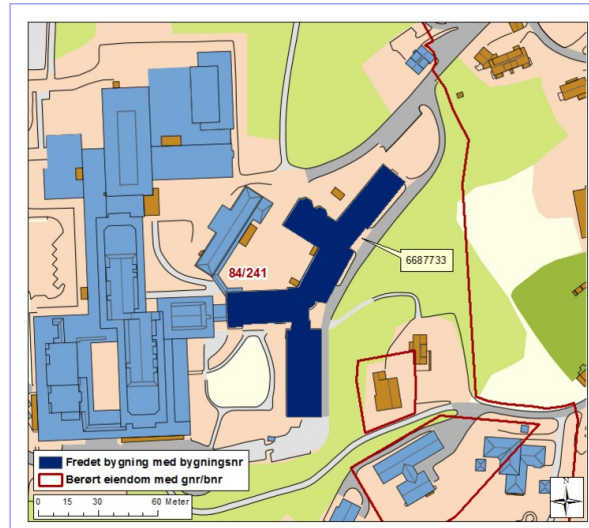 6687733
84/241
Fredet bygning med bygningsnr
Berørt eiendom med gnr/bnr
0 15 30 60 Meter
N